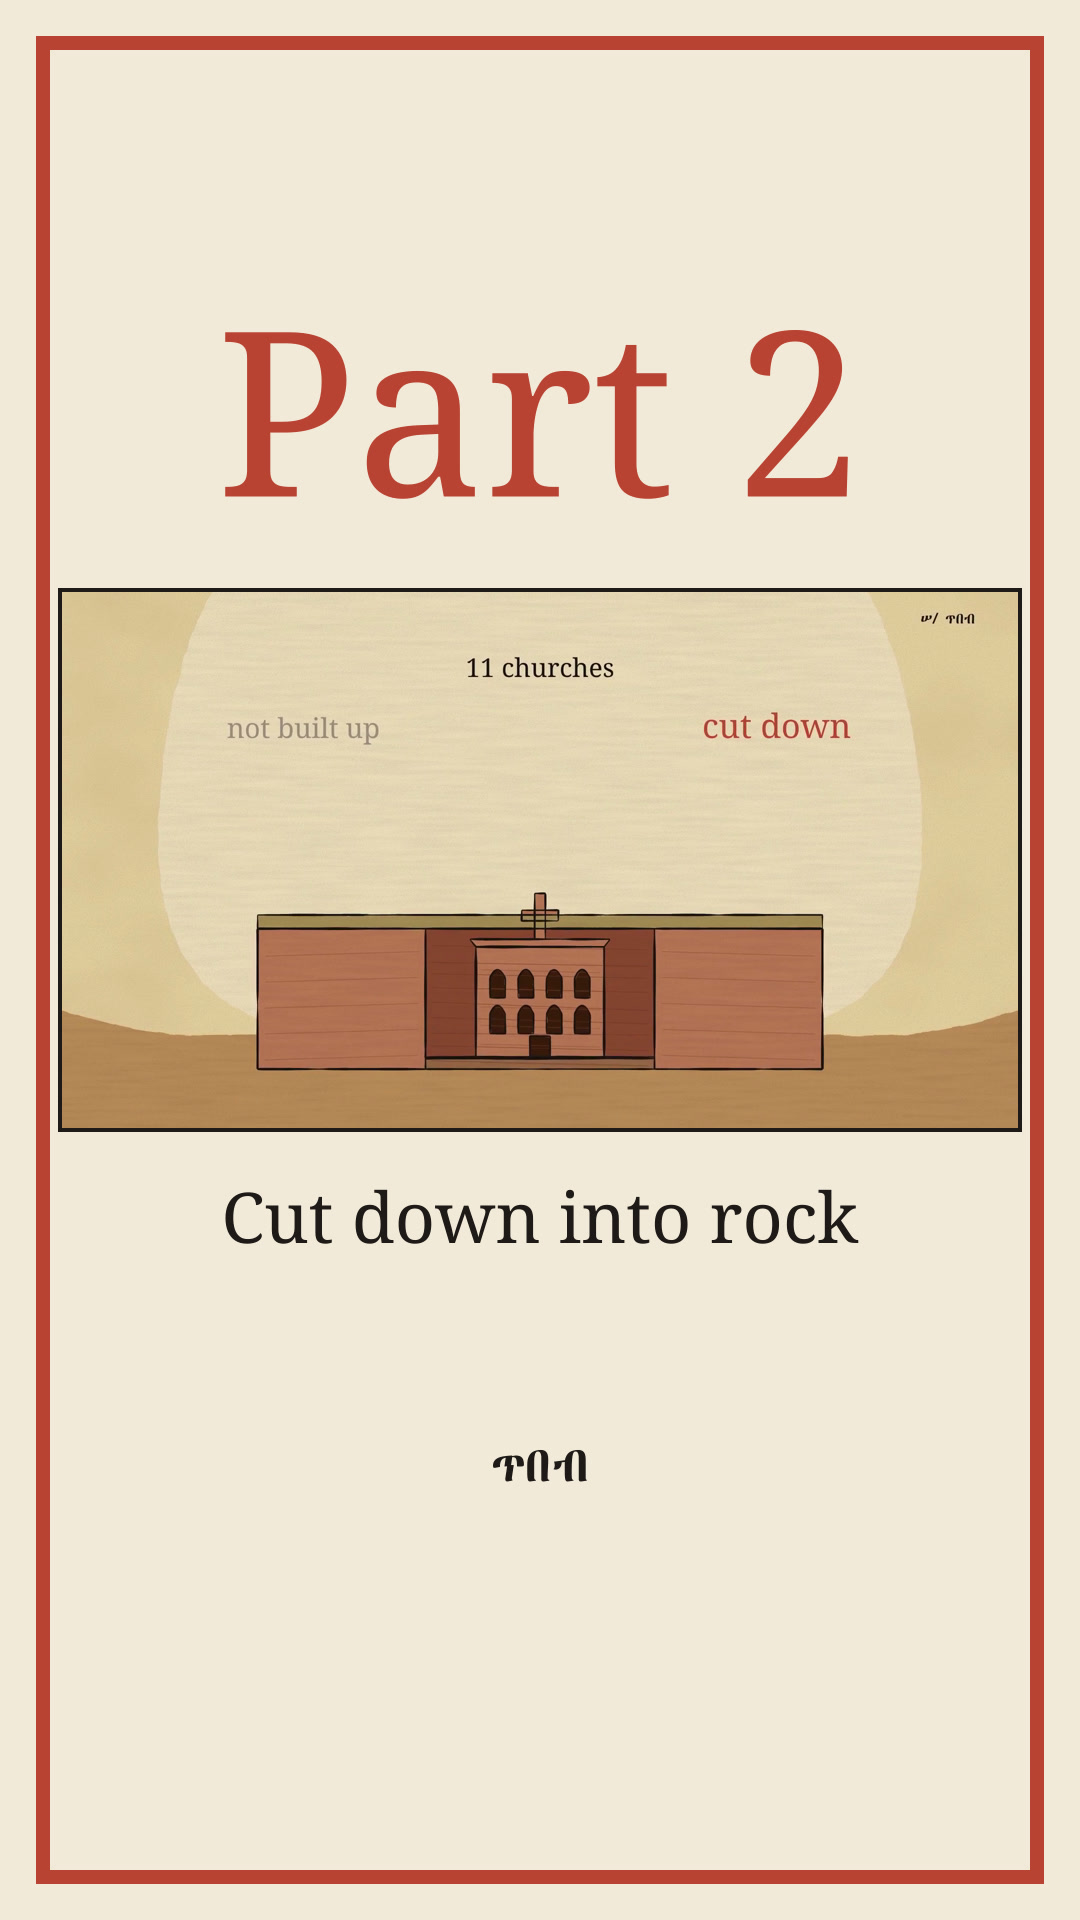 Part 2
ሠ/ ጥበብ
11 churches
not built up
cut down
Cut down into rock
ጥበብ